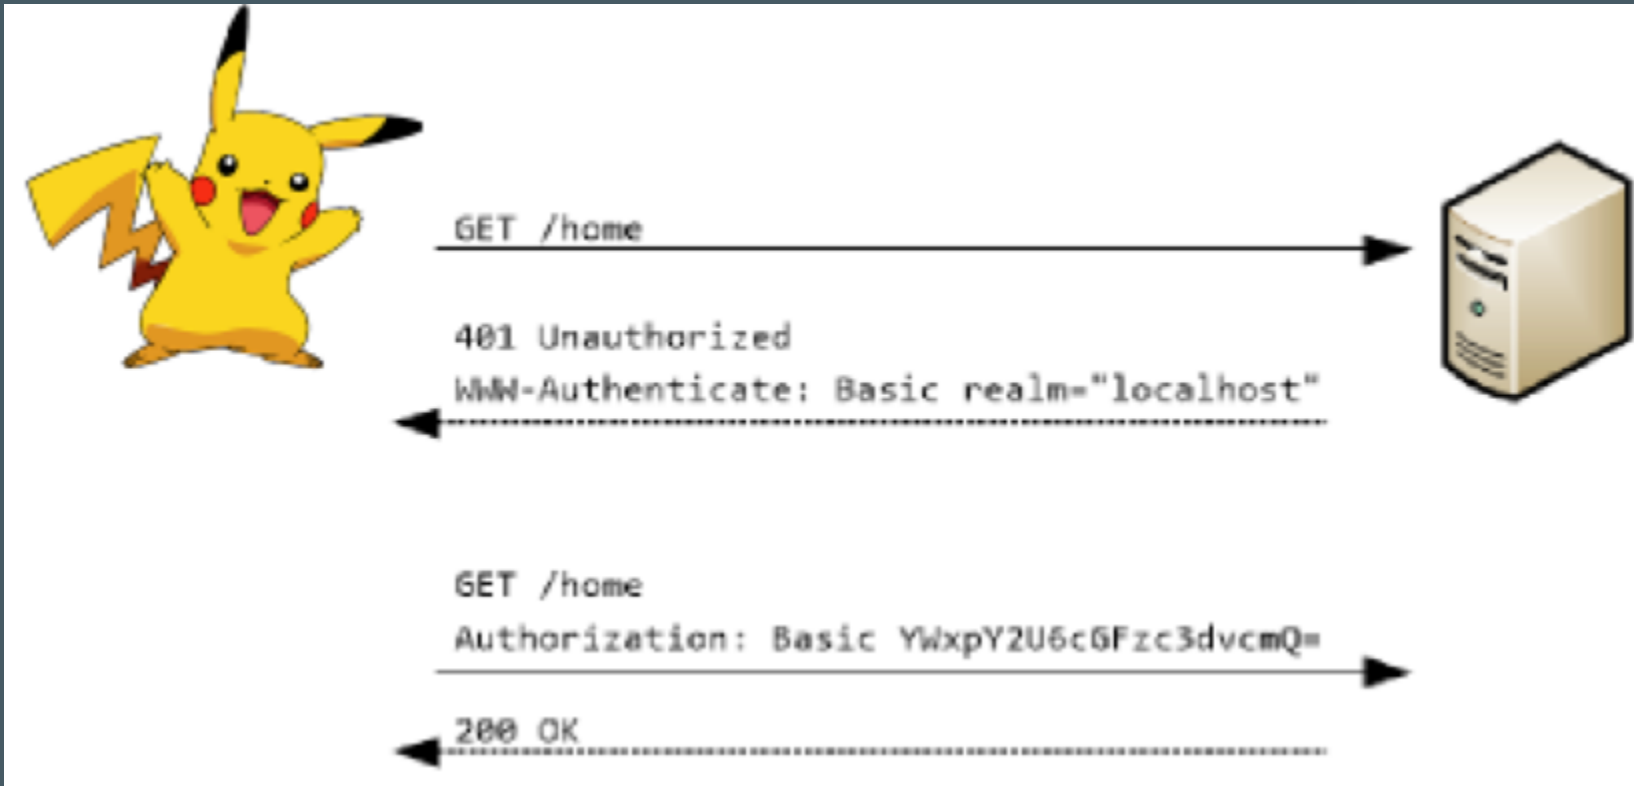 GET /home
401 Unauthorized
WWW-Authenticate: Basic realm="localhost"
GET /home
Authorization: Basic YWxpY2U6cGFzc3dvcmQ=
200 OK